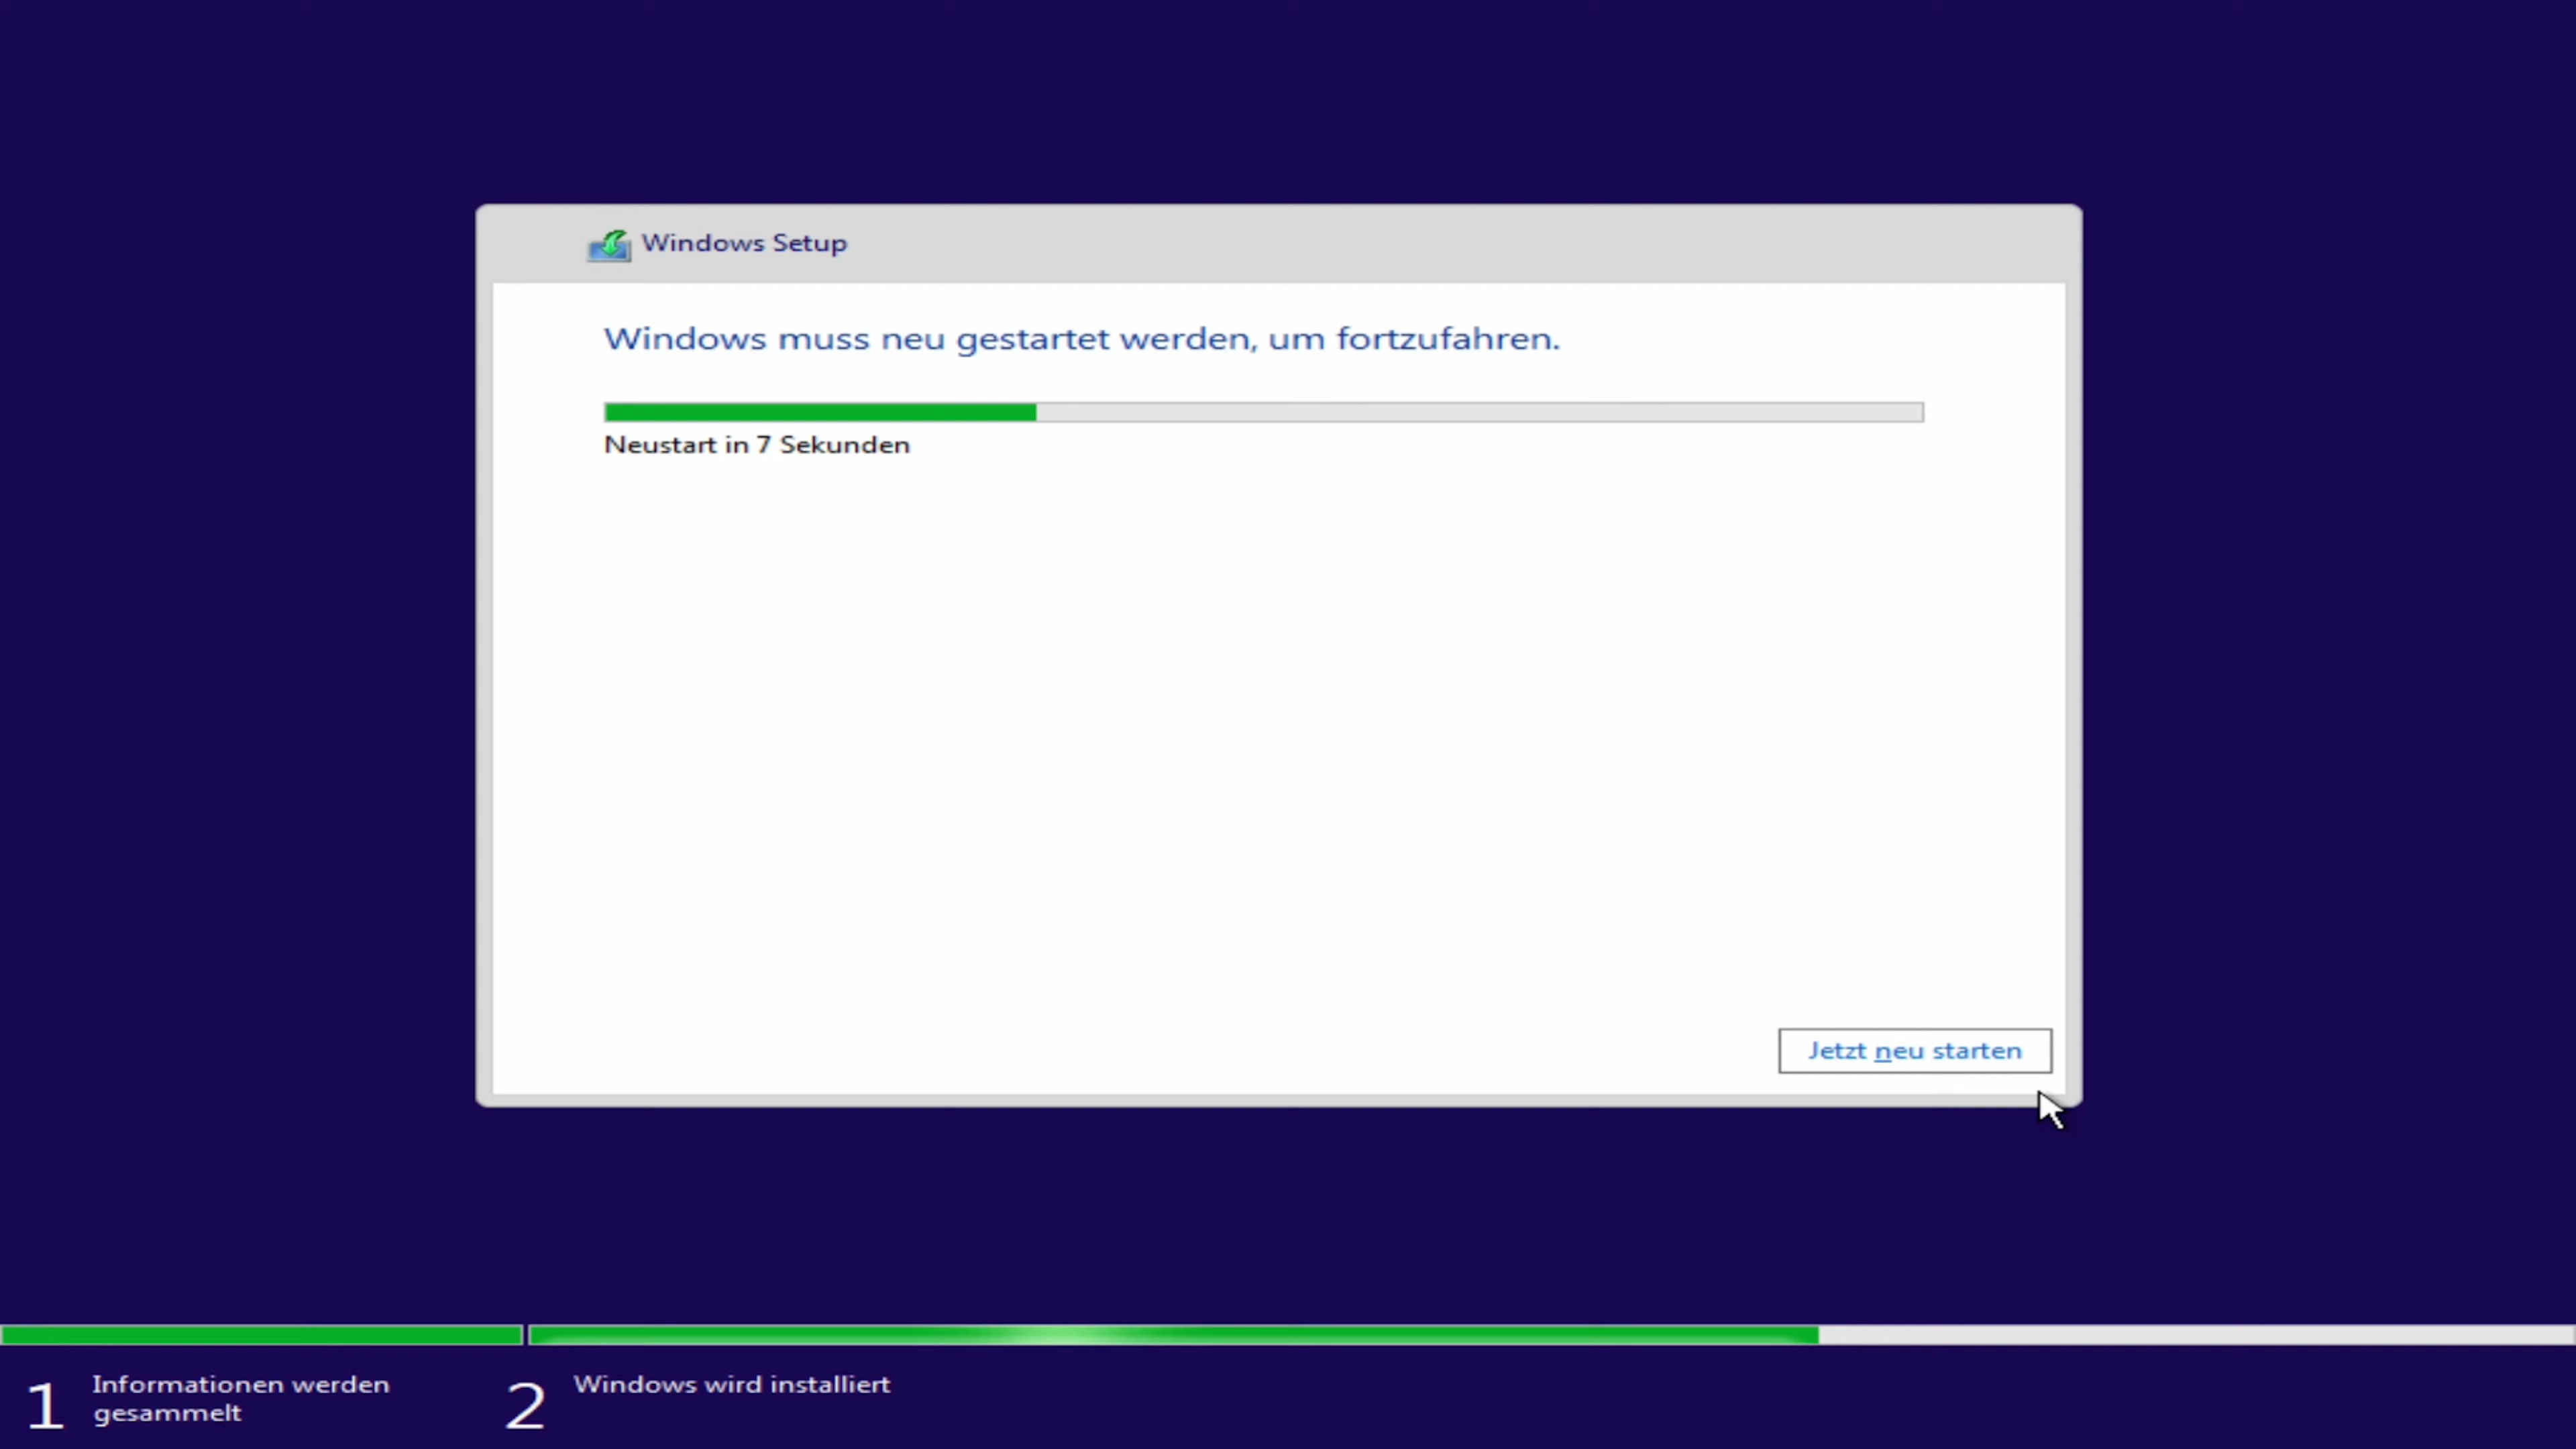 Windows Setup
Windows muss neu gestartet werden, um fortzufahren.
Neustart in 7 Sekunden
Jetzt neu starten
1 Informationen werden
gesammelt
2 Windows wird installiert